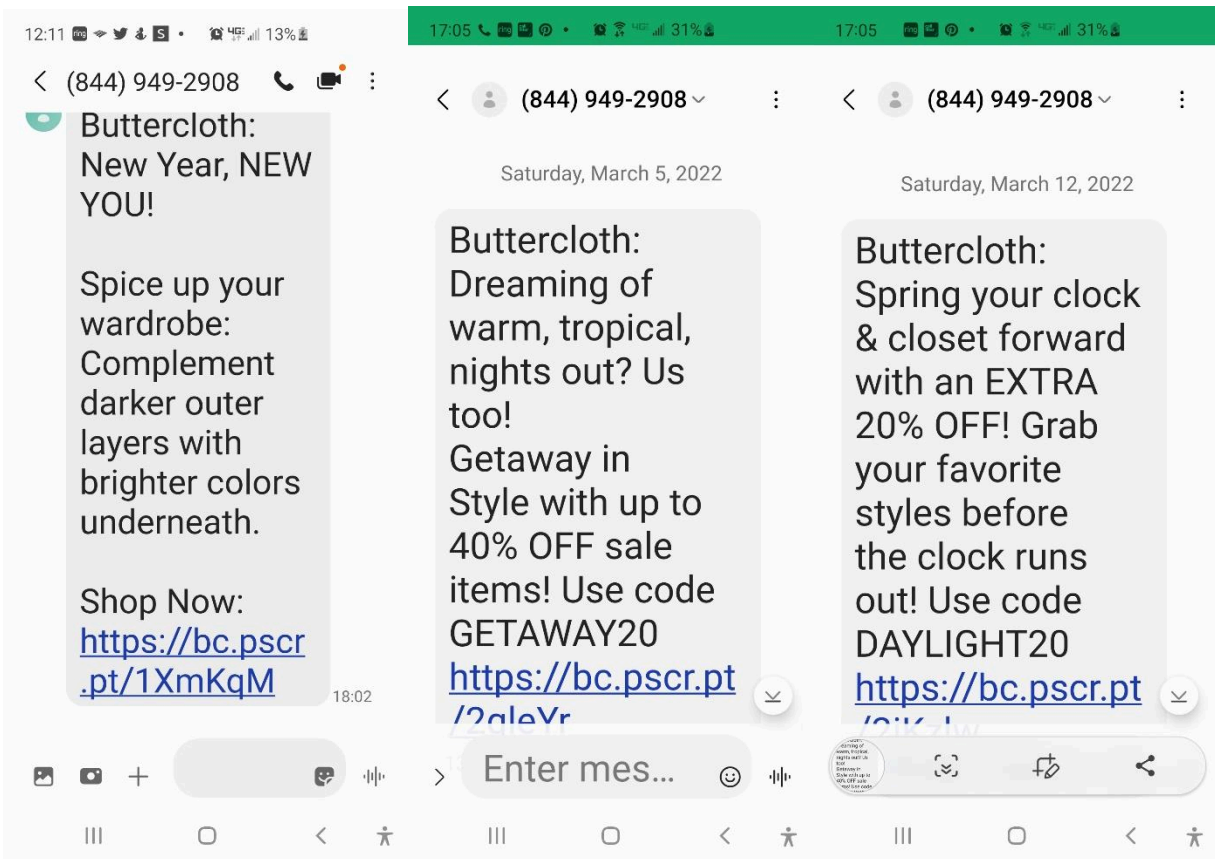 12:11 13%
(844) 949-2908
Buttercloth:
New Year, NEW
YOU!
Spice up your
wardrobe:
Complement
darker outer
layers with
brighter colors
underneath.
Shop Now:
https://bc.pscr
.pt/1XmKqM
18:02
17:05 31%
(844) 949-2908
Saturday, March 5, 2022
Buttercloth:
Dreaming of
warm, tropical,
nights out? Us
too!
Getaway in
Style with up to
40% OFF sale
items! Use code
GETAWAY20
https://bc.pscr.pt
Enter mes...
17:05 31%
(844) 949-2908
Saturday, March 12, 2022
Buttercloth:
Spring your clock
& closet forward
with an EXTRA
20% OFF! Grab
your favorite
styles before
the clock runs
out! Use code
DAYLIGHT20
https://bc.pscr.pt